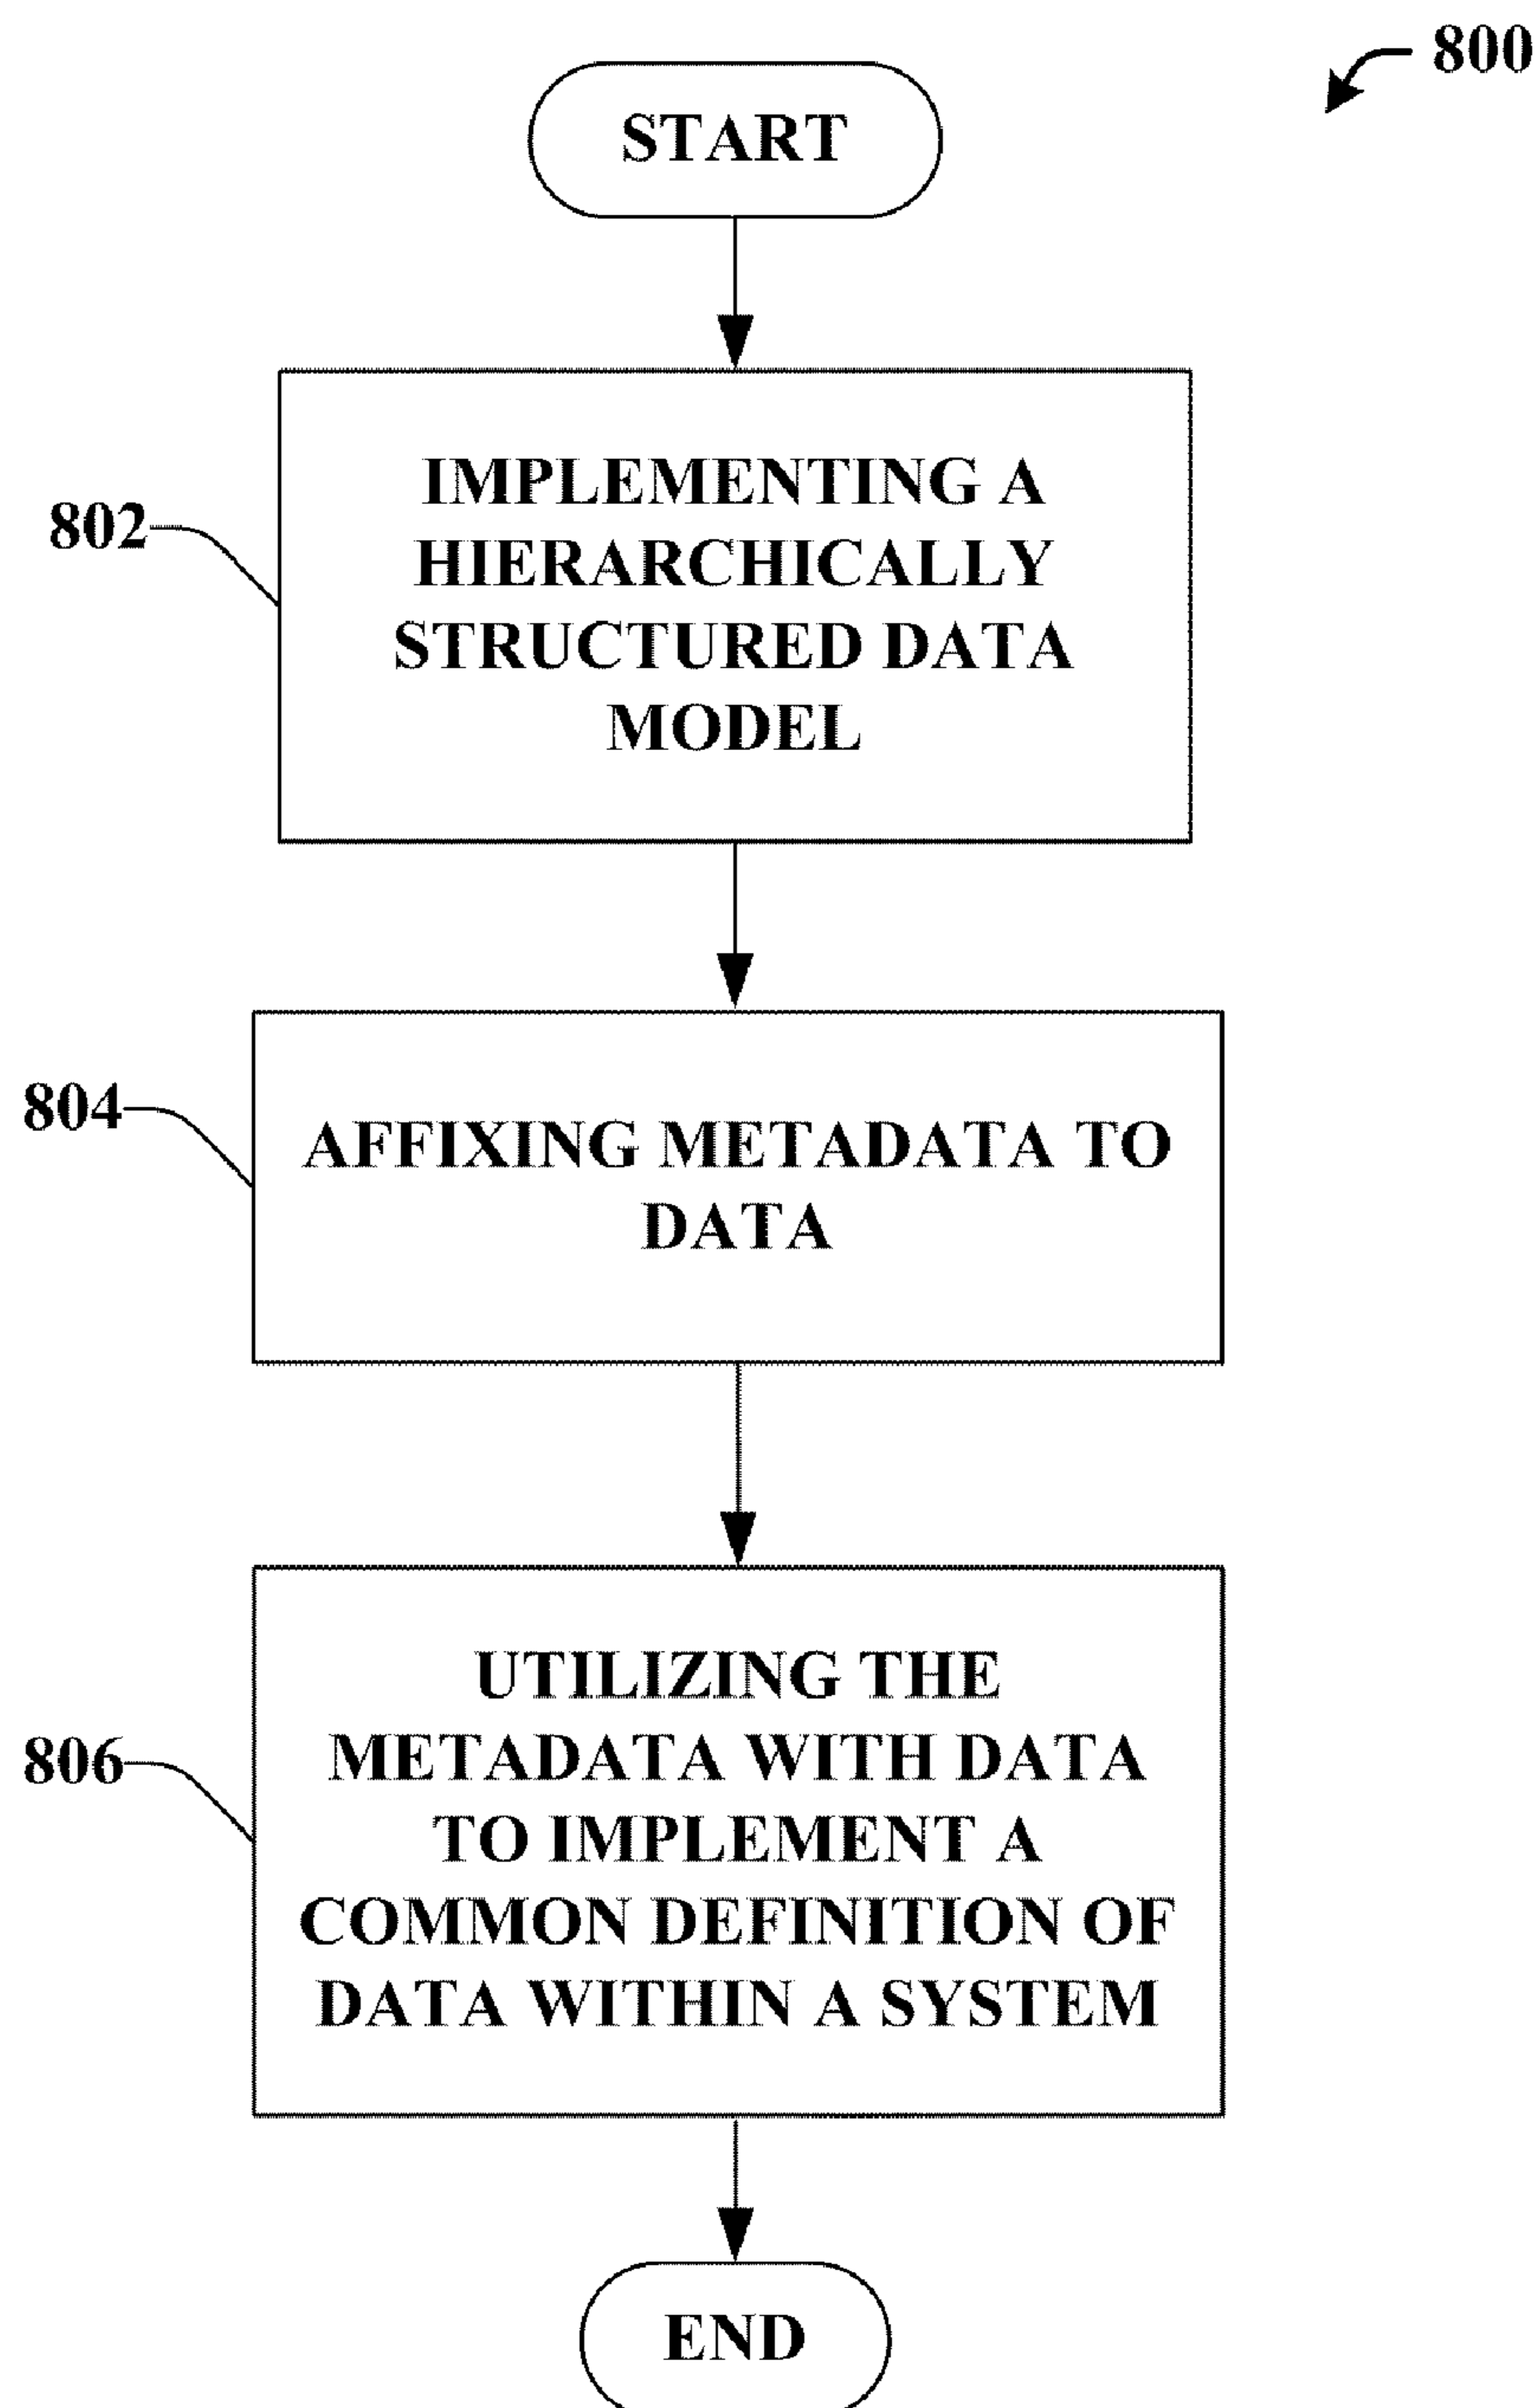 800
START
802
IMPLEMENTING A
HIERARCHICALLY
STRUCTURED DATA
MODEL
804
AFFIXING METADATA TO
DATA
806
UTILIZING THE
METADATA WITH DATA
TO IMPLEMENT A
COMMON DEFINITION OF
DATA WITHIN A SYSTEM
END